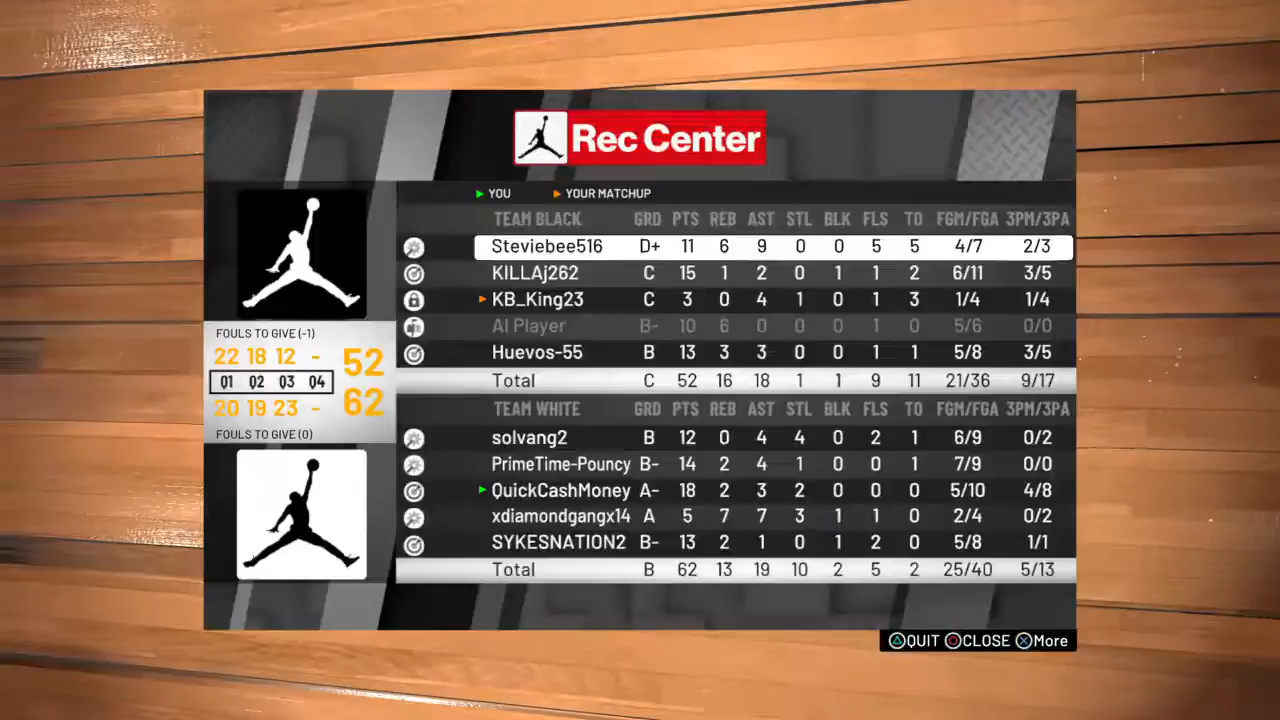 Rec Center
YOU YOUR MATCHUP
TEAM BLACK GRD PTS REB AST STL BLK FLS TO FGM/FGA 3PM/3PA
Steviebee516 D+ 11 6 9 0 0 5 5 4/7 2/3
KILLAj262 C 15 1 2 0 1 1 2 6/11 3/5
KB_King23 C 3 0 4 1 0 1 3 1/4 1/4
AI Player B- 10 6 0 0 0 1 0 5/6 0/0
Huevos-55 B 13 3 3 0 0 1 1 5/8 3/5
Total C 52 16 18 1 1 9 11 21/36 9/17
FOULS TO GIVE (-1)
22 18 12 - 52
Q1 Q2 Q3 Q4
20 19 23 - 62
FOULS TO GIVE (0)
TEAM WHITE GRD PTS REB AST STL BLK FLS TO FGM/FGA 3PM/3PA
solvang2 B 12 0 4 4 0 2 1 6/9 0/2
PrimeTime-Pouncy B- 14 2 4 1 0 0 1 7/9 0/0
QuickCashMoney A- 18 2 3 2 0 0 0 5/10 4/8
xdiamondgangx14 A 5 7 7 3 1 1 0 2/4 0/2
SYKESNATION2 B- 13 2 1 0 1 2 0 5/8 1/1
Total B 62 13 19 10 2 5 2 25/40 5/13
QUIT CLOSE More